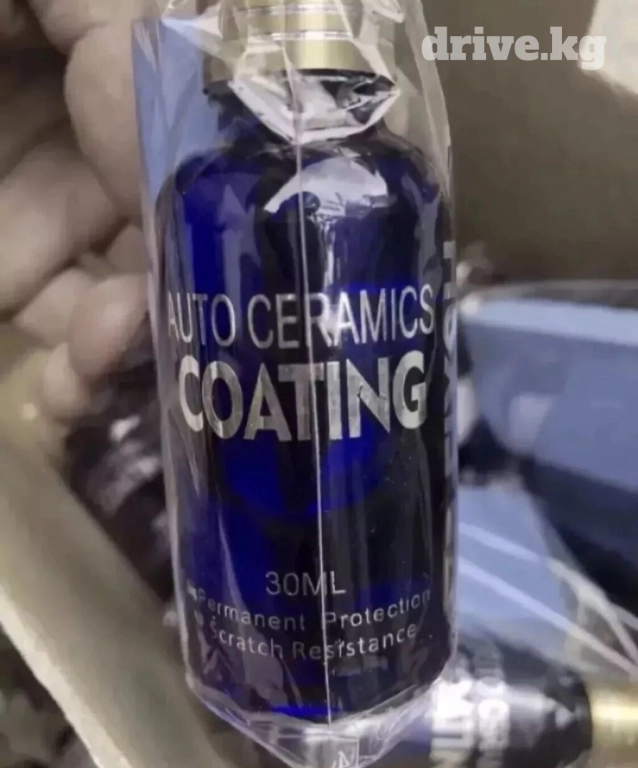 drive.kg
AUTO CERAMICS
COATING
30ML
Permanent Protection
Scratch Resistance